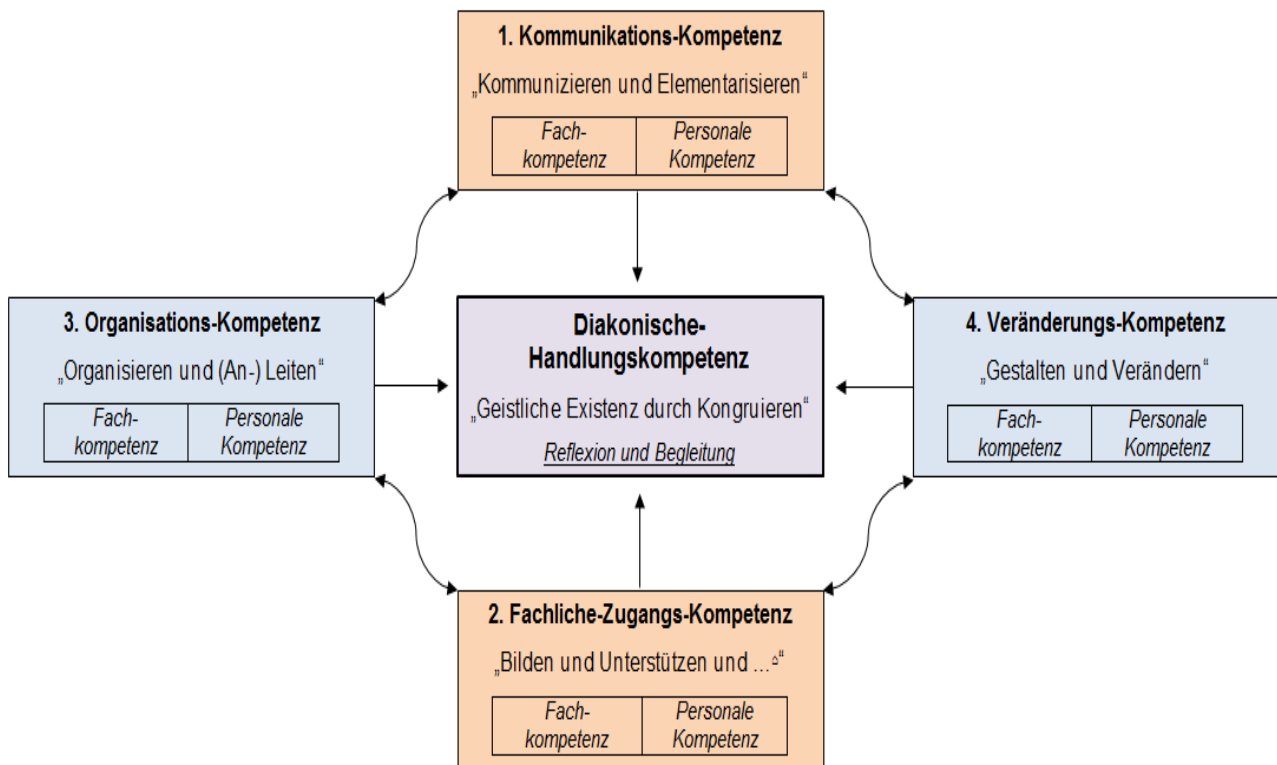 1. Kommunikations-Kompetenz
„Kommunizieren und Elementarisieren“
Fach-
kompetenz
Personale
Kompetenz
3. Organisations-Kompetenz
„Organisieren und (An-) Leiten“
Fach-
kompetenz
Personale
Kompetenz
Diakonische-
Handlungskompetenz
„Geistliche Existenz durch Kongruieren“
Reflexion und Begleitung
4. Veränderungs-Kompetenz
„Gestalten und Verändern“
Fach-
kompetenz
Personale
Kompetenz
2. Fachliche-Zugangs-Kompetenz
„Bilden und Unterstützen und ...“
Fach-
kompetenz
Personale
Kompetenz